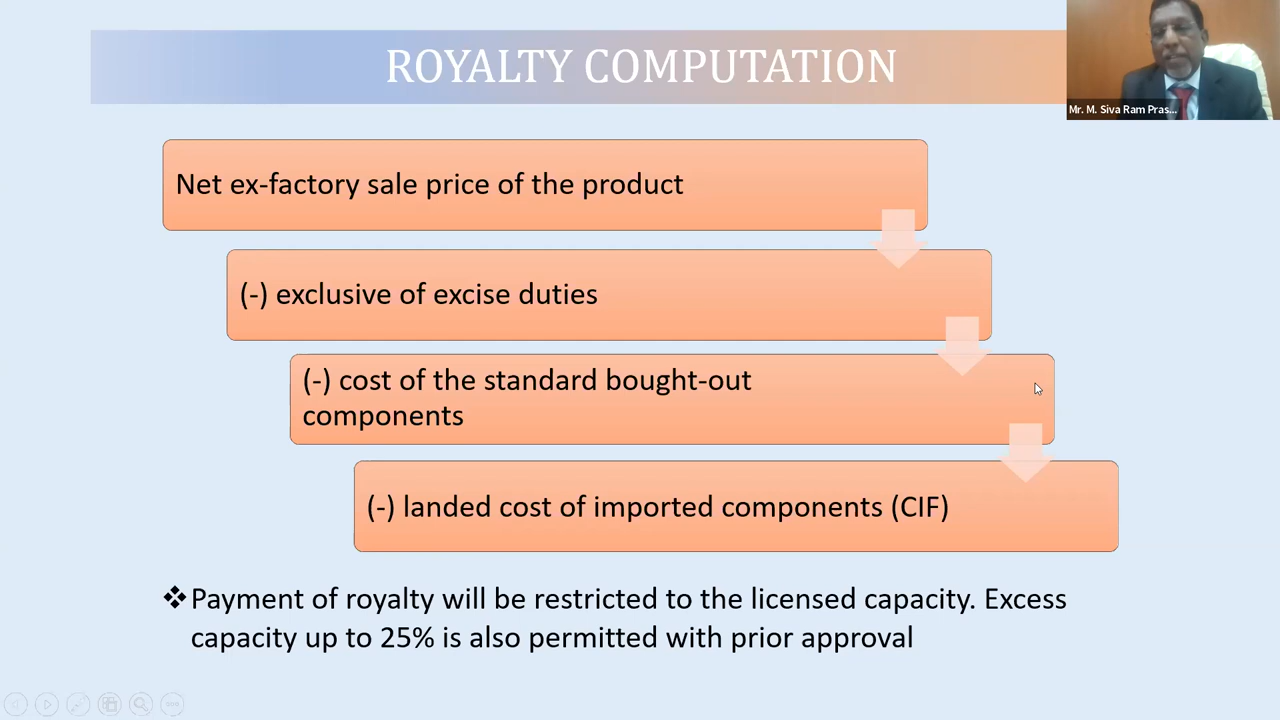 ROYALTY COMPUTATION
Mr. M. Siva Ram Pras...
Net ex-factory sale price of the product
(-) exclusive of excise duties
(-) cost of the standard bought-out
components
(-) landed cost of imported components (CIF)
❖Payment of royalty will be restricted to the licensed capacity. Excess
capacity up to 25% is also permitted with prior approval